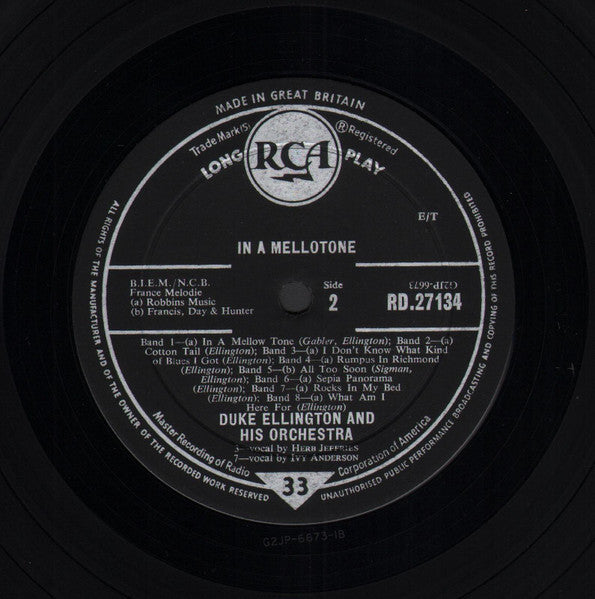 MADE IN GREAT BRITAIN
Trade Mark(S) ® Registered
LONG RCA PLAY
E/T
IN A MELLOTONE
B.I.E.M./N.C.B.
France Melodie
(a) Robbins Music
(b) Francis, Day & Hunter
Side
2
G2JP-6673
RD.27134
Band 1—(a) In A Mellow Tone (Gabler, Ellington); Band 2—(a)
Cotton Tail (Ellington); Band 3—(a) I Don't Know What Kind
of Blues I Got (Ellington); Band 4—(a) Rumpus in Richmond
(Ellington); Band 5—(b) All Too Soon (Sigman,
Ellington); Band 6—(a) Sepia Panorama
(Ellington); Band 7—(a) Rocks In My Bed
(Ellington); Band 8—(a) What Am I
Here For (Ellington)
DUKE ELLINGTON AND
HIS ORCHESTRA
3—vocal by HERB JEFFRIES
7—vocal by IVY ANDERSON
Master Recording of Radio Corporation of America
33
ALL RIGHTS OF THE MANUFACTURER AND OF THE OWNER OF THE RECORDED WORK RESERVED
UNAUTHORISED PUBLIC PERFORMANCE BROADCASTING AND COPYING OF THIS RECORD PROHIBITED
G2JP-6673-1B